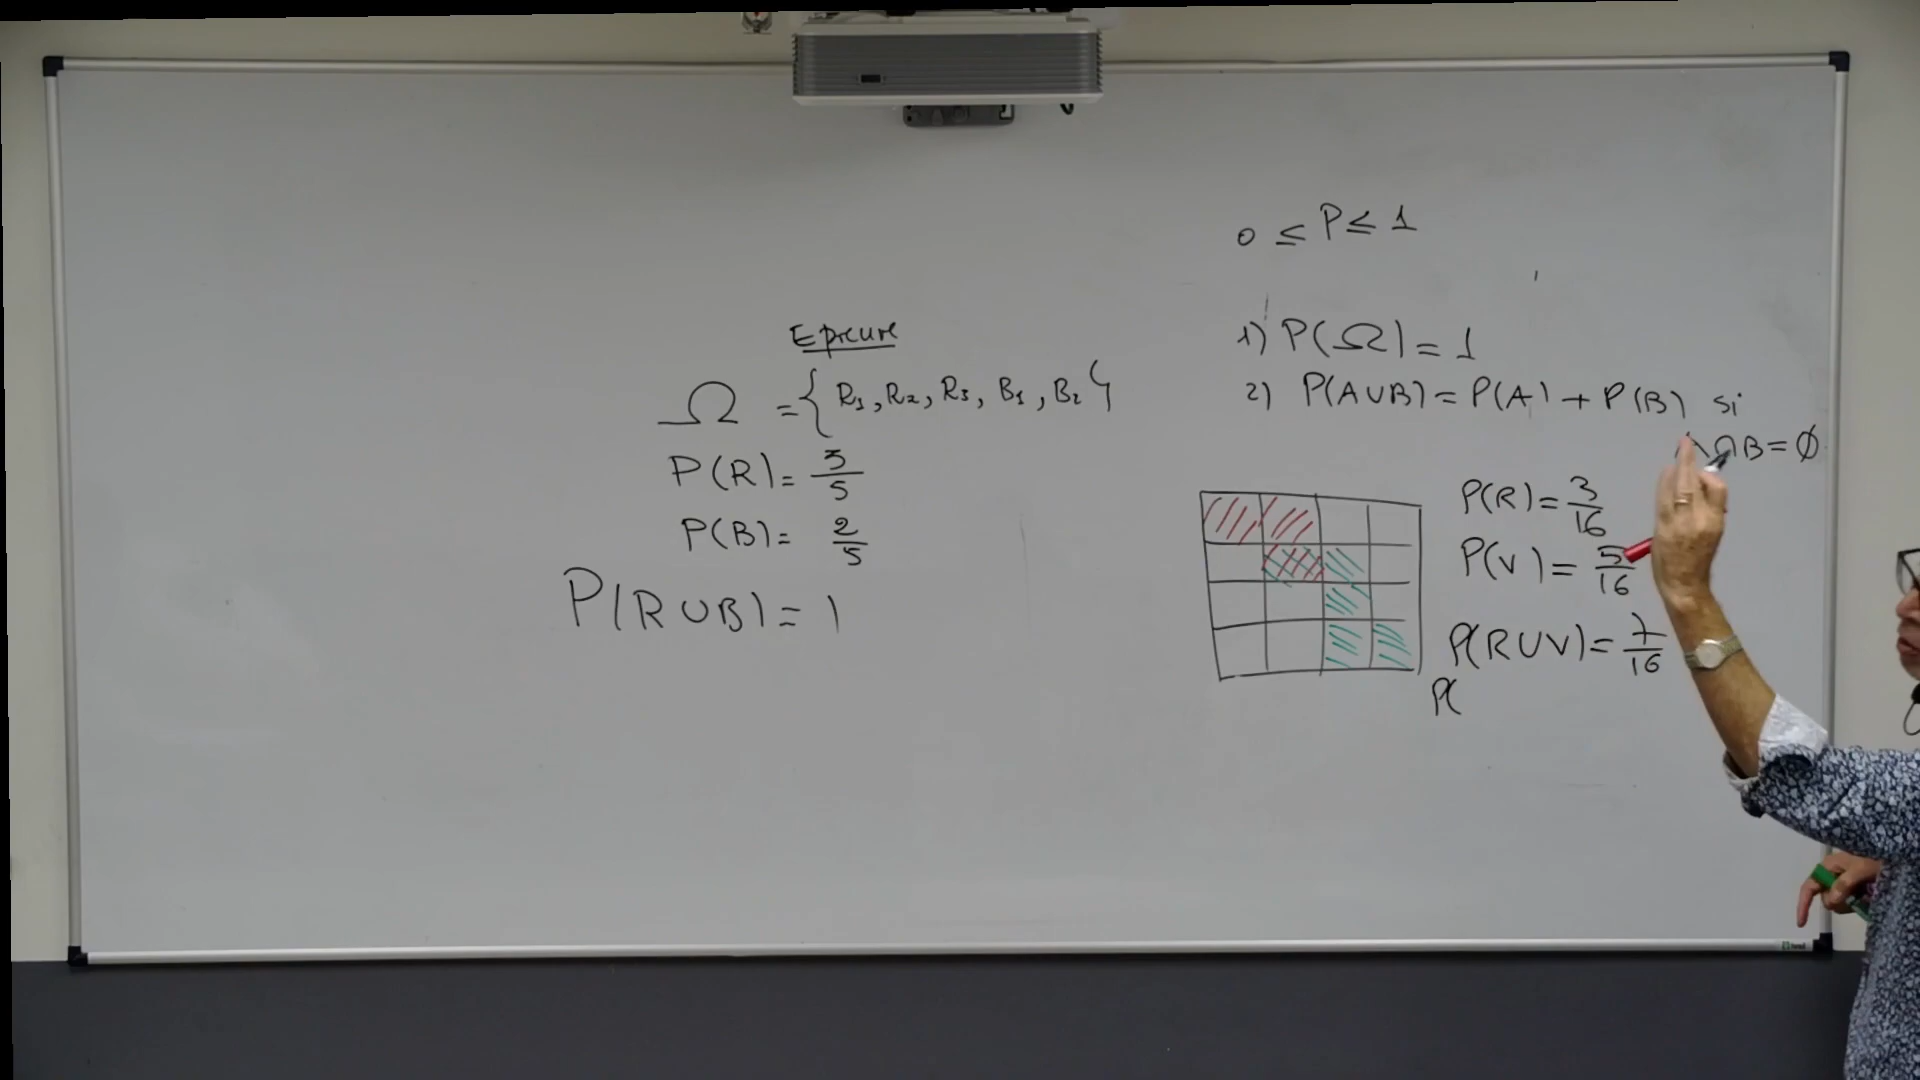 Epreuve
Ω = { R₁, R₂, R₃, B₁, B₂ }
P(R) = 3/5
P(B) = 2/5
P(R∪B) = 1
0 ≤ P ≤ 1
1) P(Ω) = 1
2) P(A∪B) = P(A) + P(B) si
A∩B = ∅
P(R) = 3/16
P(V) = 5/16
P(R∪V) = 7/16
P(